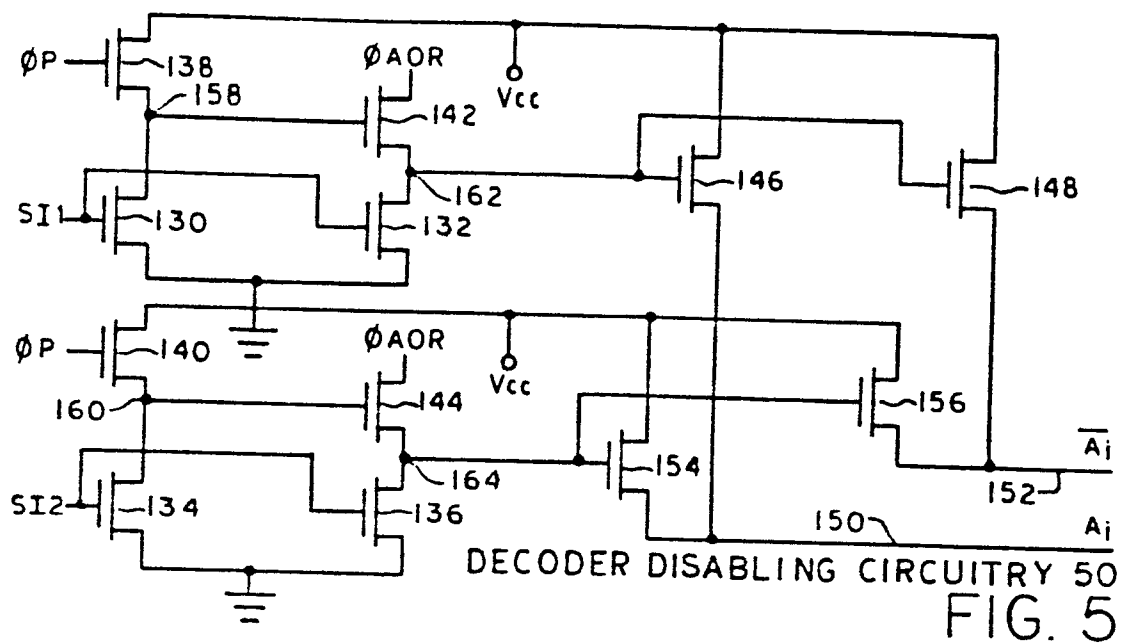 ØP
138
158
ØAOR
142
Vcc
162
146
148
SI1
130
132
ØP
140
160
ØAOR
144
Vcc
156
154
164
SI2
134
136
A̅i̅
152
150
Ai
DECODER DISABLING CIRCUITRY 50
FIG. 5